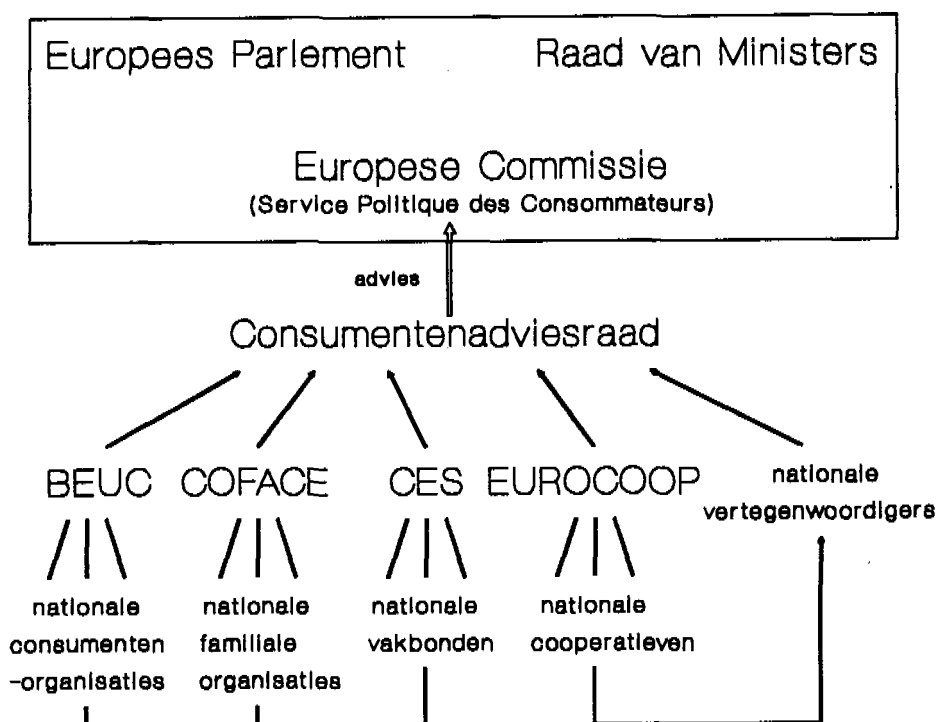 Europees Parlement
Raad van Ministers
Europese Commissie
(Service Politique des Consommateurs)
advies
Consumentenadviesraad
BEUC
COFACE
CES
EUROCOOP
nationale
vertegenwoordigers
nationale
consumenten
-organisaties
nationale
familiale
organisaties
nationale
vakbonden
nationale
cooperatieven